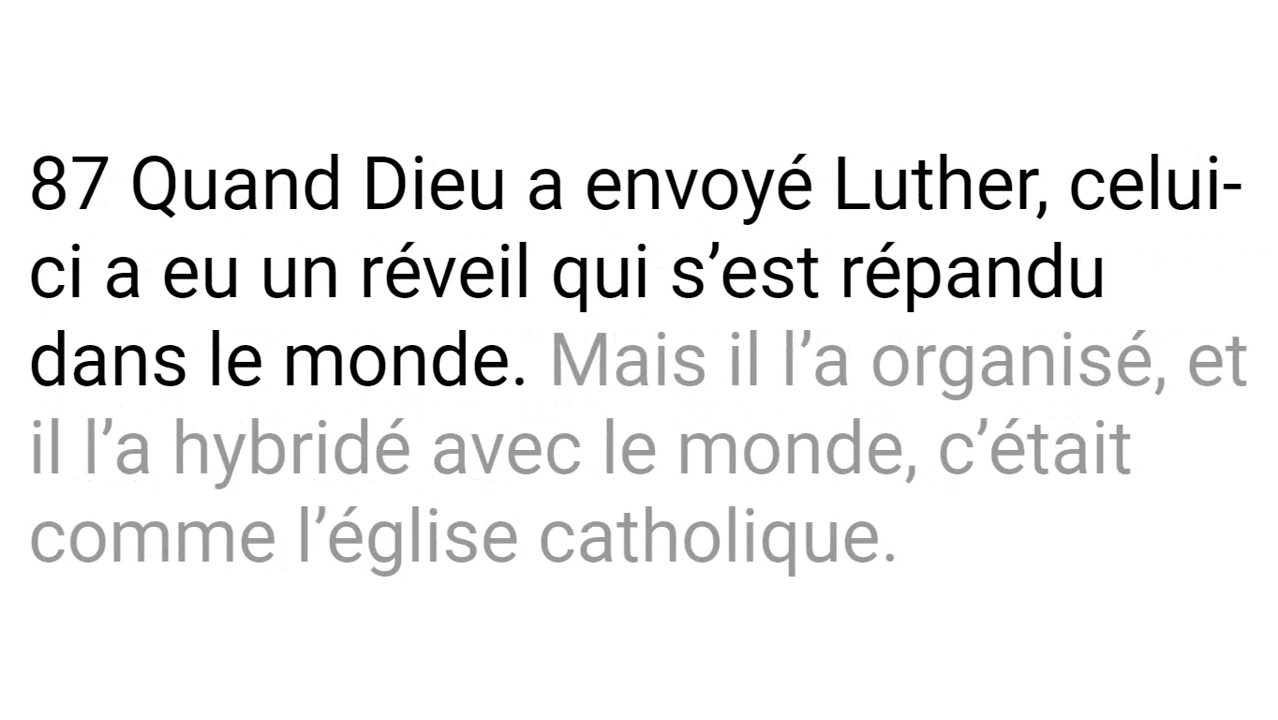 87 Quand Dieu a envoyé Luther, celui-
ci a eu un réveil qui s’est répandu
dans le monde. Mais il l’a organisé, et
il l’a hybridé avec le monde, c’était
comme l’église catholique.